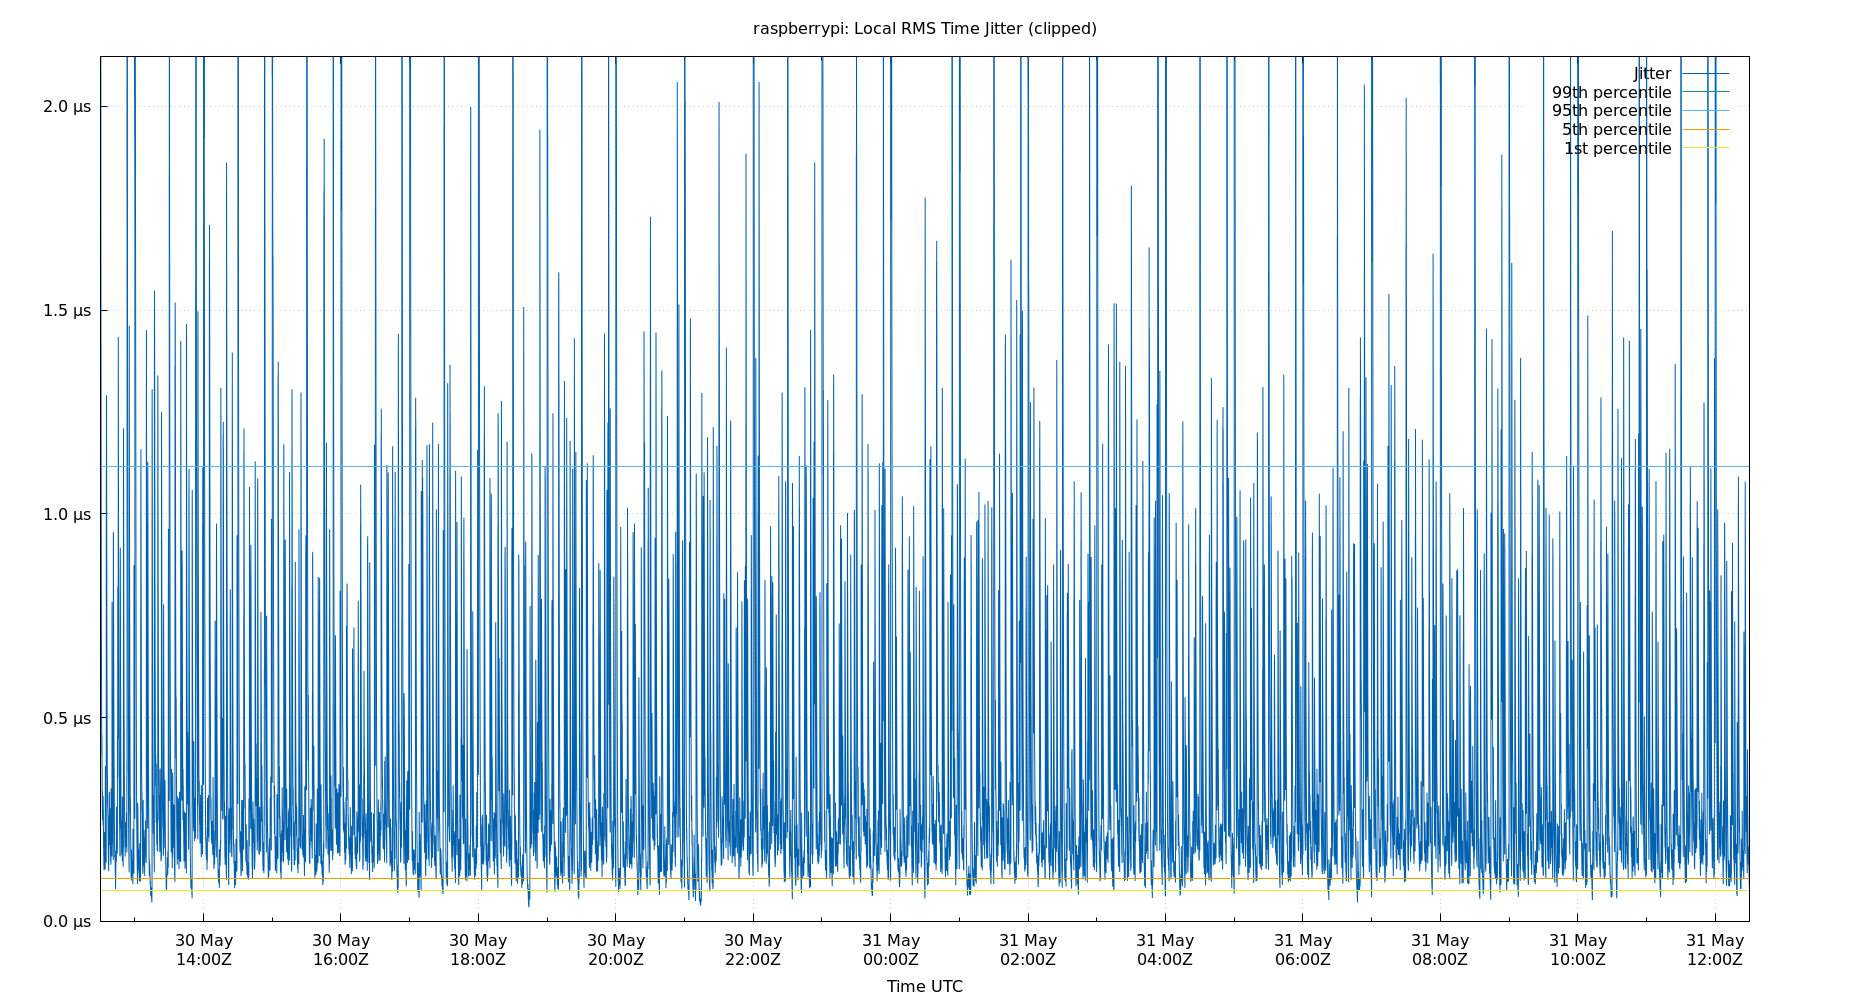 raspberrypi: Local RMS Time Jitter (clipped)
Jitter
99th percentile
95th percentile
5th percentile
1st percentile
2.0 µs
1.5 µs
1.0 µs
0.5 µs
0.0 µs
30 May 30 May 30 May 30 May 30 May 31 May 31 May 31 May 31 May 31 May 31 May 31 May
14:00Z 16:00Z 18:00Z 20:00Z 22:00Z 00:00Z 02:00Z 04:00Z 06:00Z 08:00Z 10:00Z 12:00Z
Time UTC